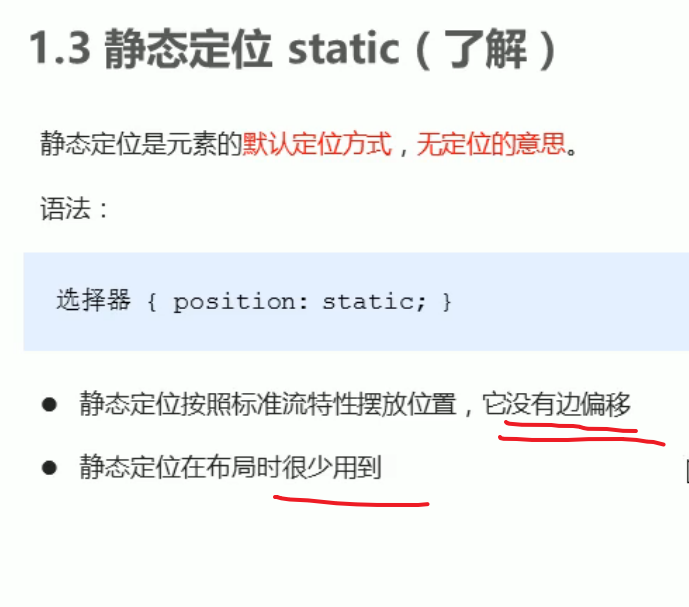 1.3 静态定位 static（了解）
静态定位是元素的默认定位方式，无定位的意思。
语法：
选择器 { position: static; }
● 静态定位按照标准流特性摆放位置，它没有边偏移
● 静态定位在布局时很少用到